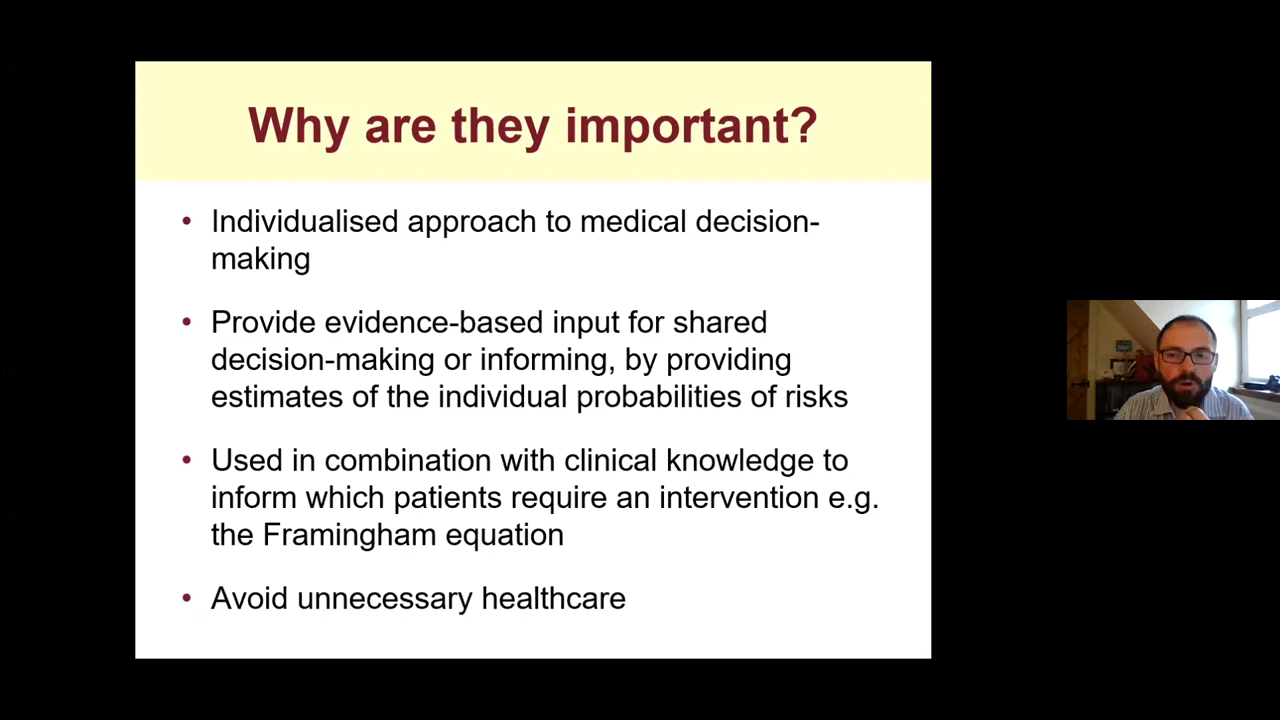 Why are they important?
• Individualised approach to medical decision-
making
• Provide evidence-based input for shared
decision-making or informing, by providing
estimates of the individual probabilities of risks
• Used in combination with clinical knowledge to
inform which patients require an intervention e.g.
the Framingham equation
• Avoid unnecessary healthcare